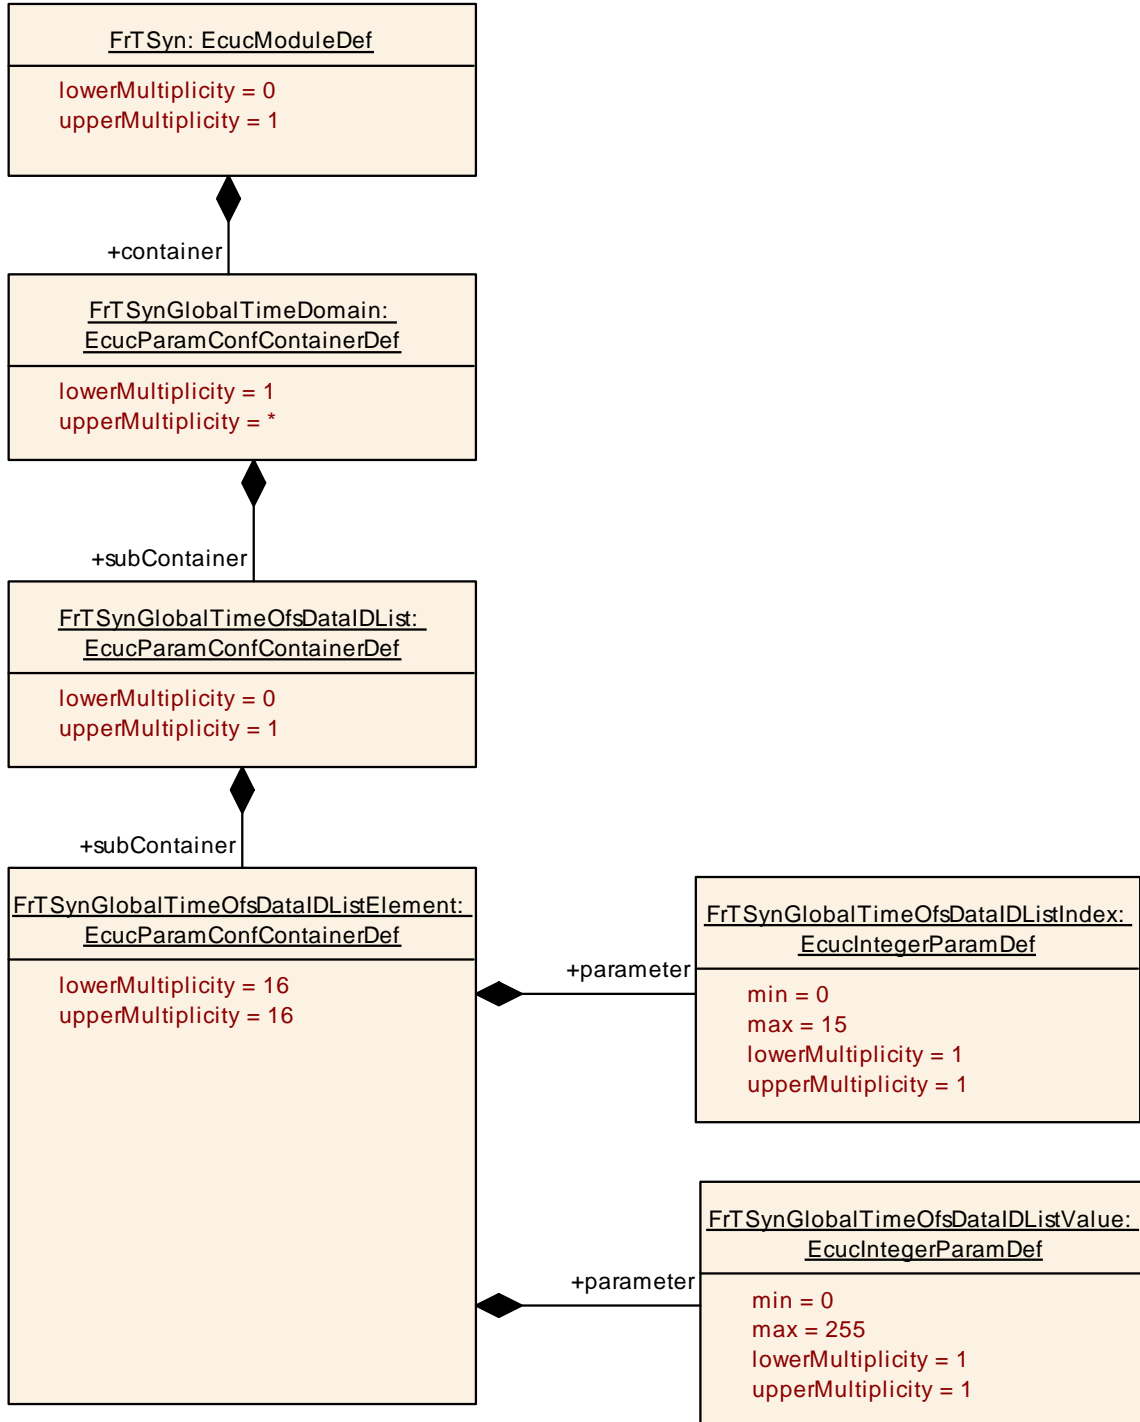 FrTSyn: EcucModuleDef
lowerMultiplicity = 0
upperMultiplicity = 1
+container
FrTSynGlobalTimeDomain:
EcucParamConfContainerDef
lowerMultiplicity = 1
upperMultiplicity = *
+subContainer
FrTSynGlobalTimeOfsDataIDList:
EcucParamConfContainerDef
lowerMultiplicity = 0
upperMultiplicity = 1
+subContainer
FrTSynGlobalTimeOfsDataIDListElement:
EcucParamConfContainerDef
lowerMultiplicity = 16
upperMultiplicity = 16
+parameter
FrTSynGlobalTimeOfsDataIDListIndex:
EcucIntegerParamDef
min = 0
max = 15
lowerMultiplicity = 1
upperMultiplicity = 1
+parameter
FrTSynGlobalTimeOfsDataIDListValue:
EcucIntegerParamDef
min = 0
max = 255
lowerMultiplicity = 1
upperMultiplicity = 1